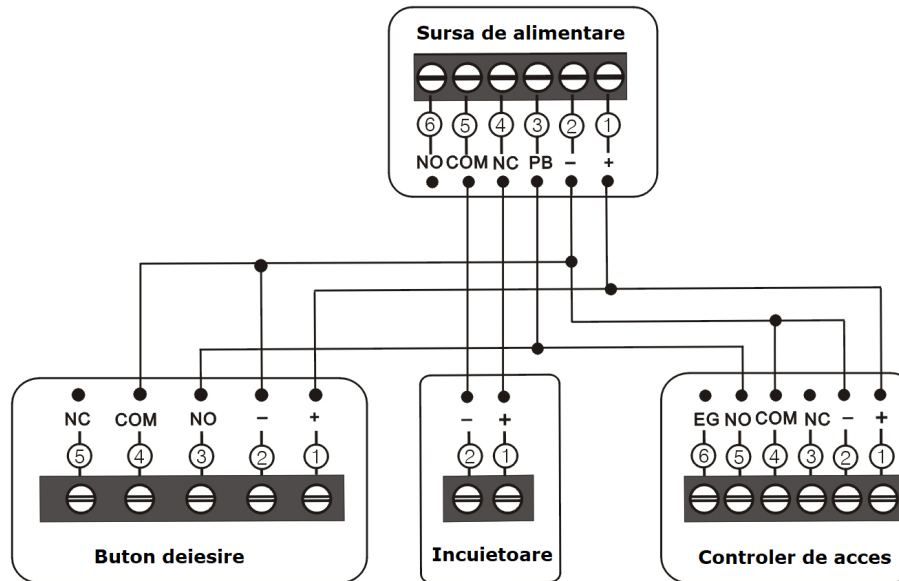 Sursa de alimentare
6 5 4 3 2 1
NO COM NC PB − +
NC COM NO − +
5 4 3 2 1
Buton deiesire
− +
2 1
Incuietoare
EG NO COM NC − +
6 5 4 3 2 1
Controler de acces